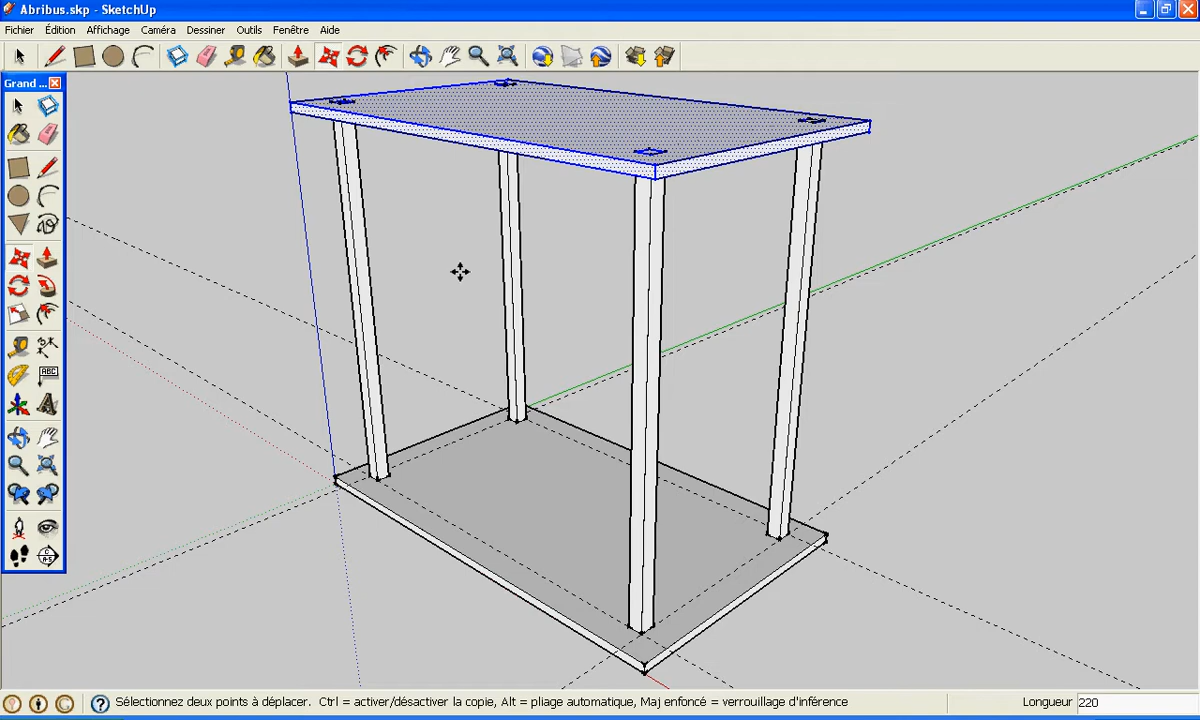 Abribus.skp - SketchUp
Fichier Édition Affichage Caméra Dessiner Outils Fenêtre Aide
Grand ...
ABC
A
C
A-S
Sélectionnez deux points à déplacer. Ctrl = activer/désactiver la copie, Alt = pliage automatique, Maj enfoncé = verrouillage d'inférence
Longueur 220